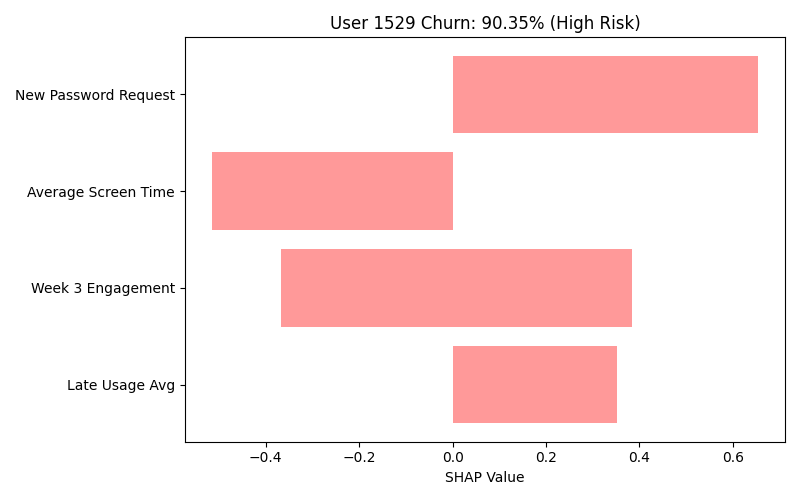 User 1529 Churn: 90.35% (High Risk)
New Password Request
Average Screen Time
Week 3 Engagement
Late Usage Avg
−0.4 −0.2 0.0 0.2 0.4 0.6
SHAP Value